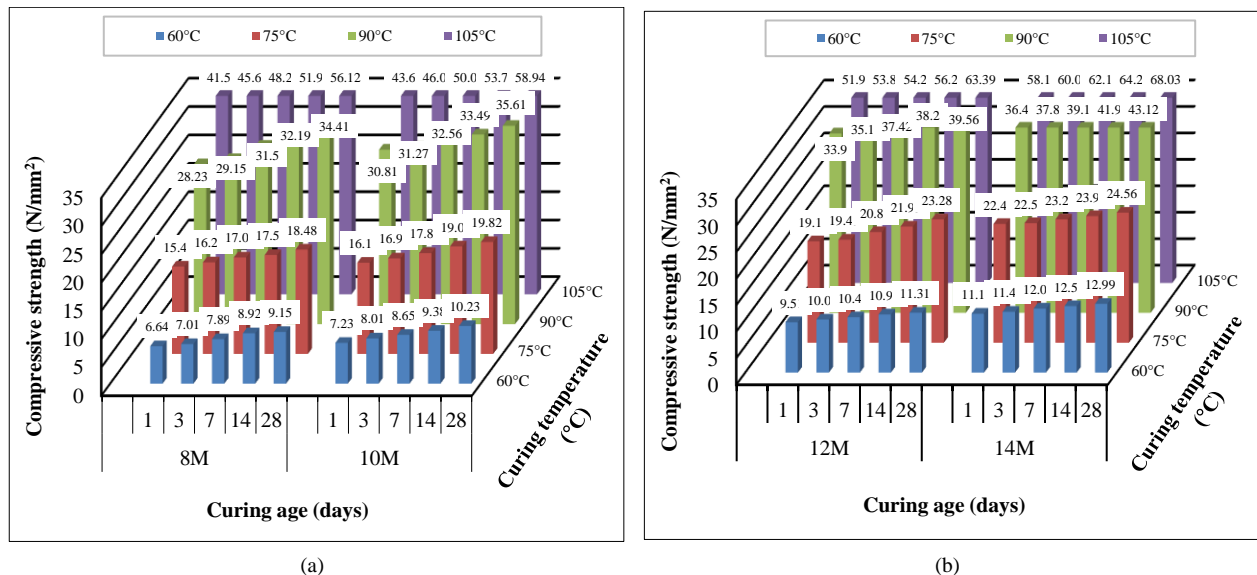 60°C 75°C 90°C 105°C
41.5 45.6 48.2 51.9 56.12 43.6 46.0 50.0 53.7 58.94
28.23 29.15 31.5 32.19 34.41 30.81 31.27 32.56 33.49 35.61
15.4 16.2 17.0 17.5 18.48 16.1 16.9 17.8 19.0 19.82
6.64 7.01 7.89 8.92 9.15 7.23 8.01 8.65 9.38 10.23
35
30
25
20
15
10
5
0
Compressive strength (N/mm²)
105°C
90°C
75°C
60°C
Curing temperature
(°C)
1 3 7 14 28 1 3 7 14 28
8M 10M
Curing age (days)
(a)
60°C 75°C 90°C 105°C
51.9 53.8 54.2 56.2 63.39 58.1 60.0 62.1 64.2 68.03
33.9 35.1 37.42 38.2 39.56 36.4 37.8 39.1 41.9 43.12
19.1 19.4 20.8 21.9 23.28 22.4 22.5 23.2 23.9 24.56
9.5 10.0 10.4 10.9 11.31 11.1 11.4 12.0 12.5 12.99
35
30
25
20
15
10
5
0
Compressive strength (N/mm²)
105°C
90°C
75°C
60°C
Curing temperature
(°C)
1 3 7 14 28 1 3 7 14 28
12M 14M
Curing age (days)
(b)